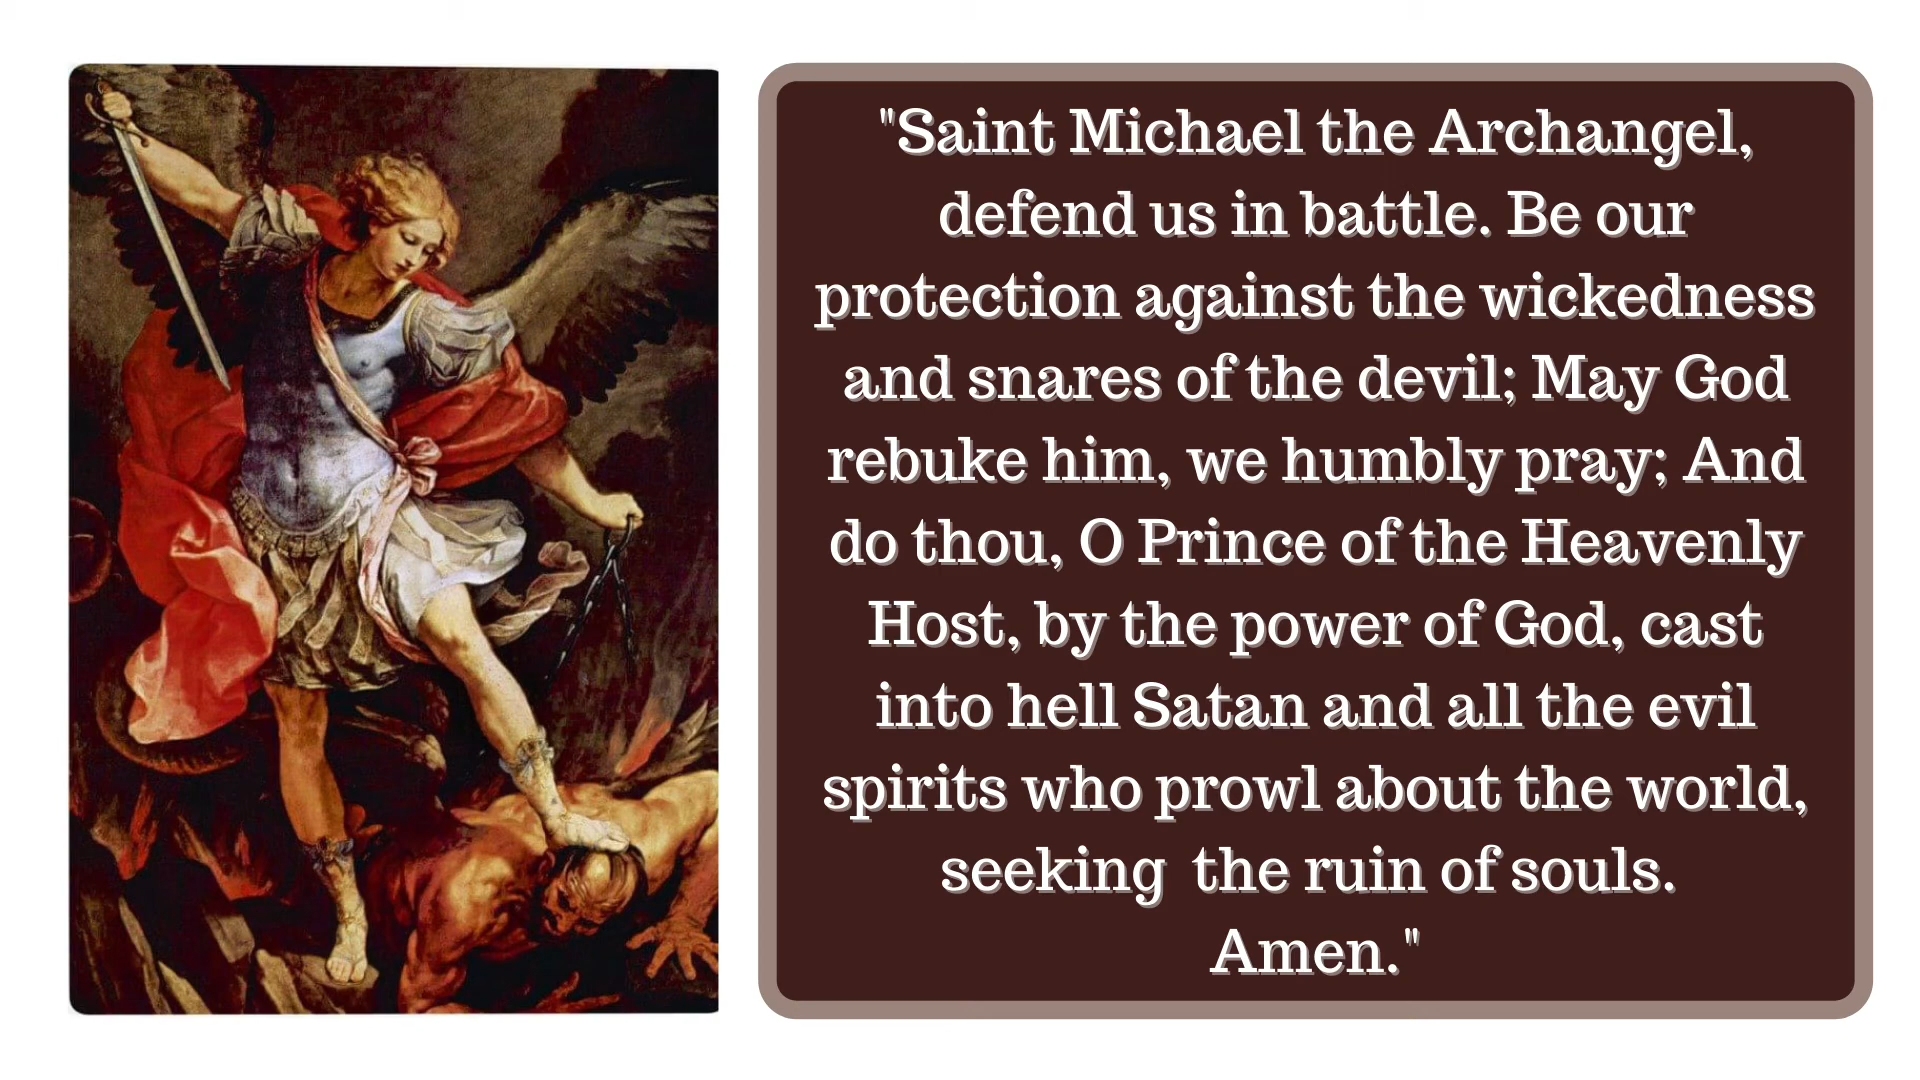 "Saint Michael the Archangel,
defend us in battle. Be our
protection against the wickedness
and snares of the devil; May God
rebuke him, we humbly pray; And
do thou, O Prince of the Heavenly
Host, by the power of God, cast
into hell Satan and all the evil
spirits who prowl about the world,
seeking  the ruin of souls.
Amen."